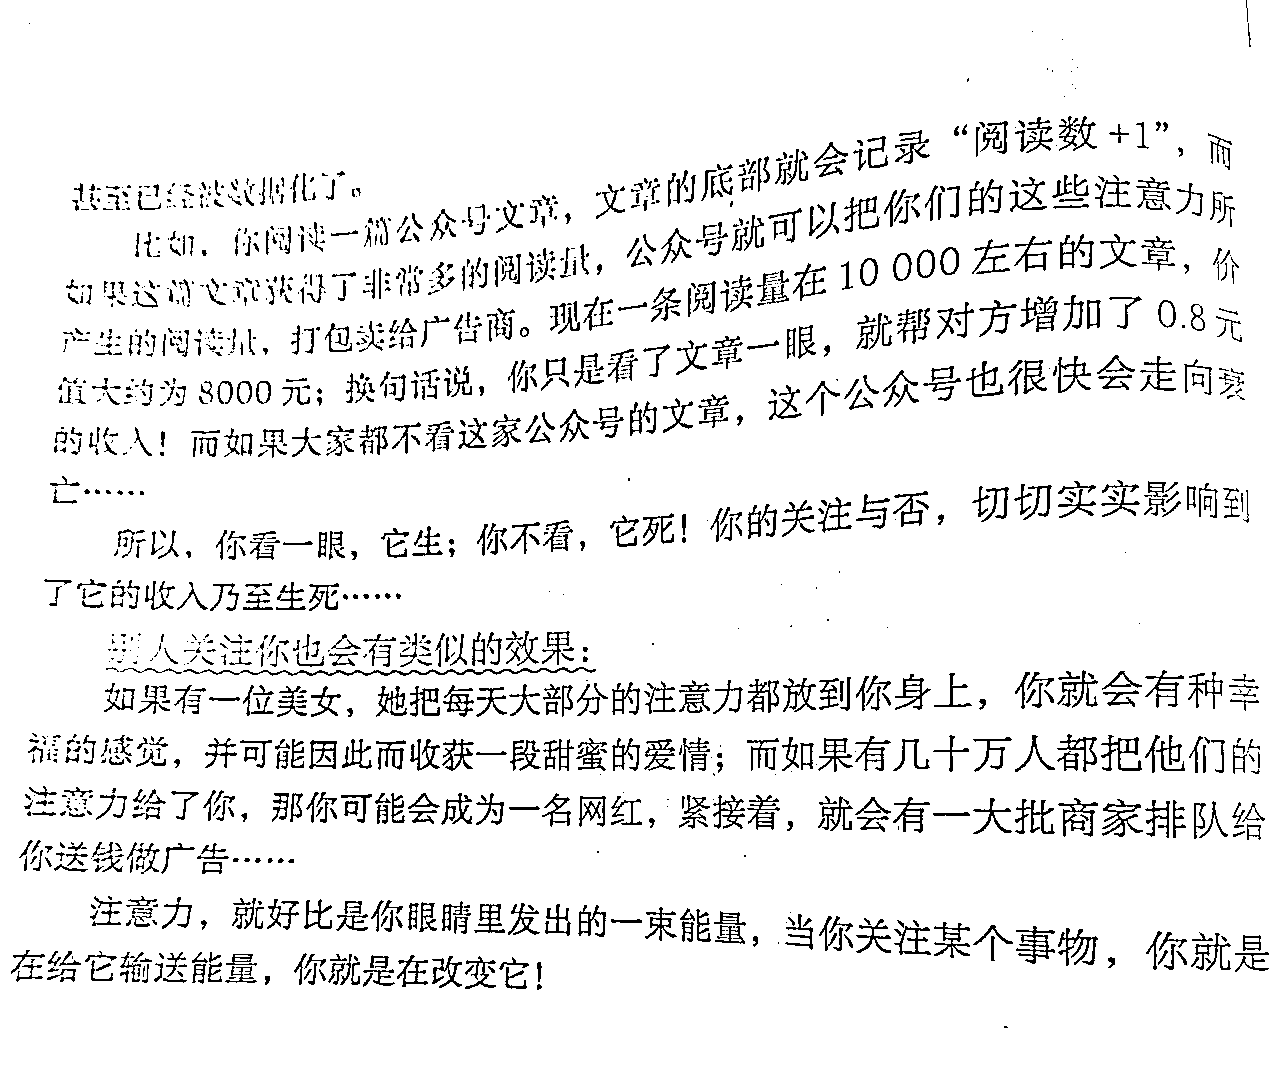 甚至已经被数据化了。
比如，你阅读一篇公众号文章，文章的底部就会记录“阅读数+1”，而
如果这篇文章获得了非常多的阅读量，公众号就可以把你们的这些注意力所
产生的阅读量，打包卖给广告商。现在一条阅读量在10 000左右的文章，价
值大约为8000元；换句话说，你只是看了文章一眼，就帮对方增加了0.8元
的收入！而如果大家都不看这家公众号的文章，这个公众号也很快会走向衰
亡……
所以，你看一眼，它生；你不看，它死！你的关注与否，切切实实影响到
了它的收入乃至生死……
别人关注你也会有类似的效果：
如果有一位美女，她把每天大部分的注意力都放到你身上，你就会有种幸
福的感觉，并可能因此而收获一段甜蜜的爱情；而如果有几十万人都把他们的
注意力给了你，那你可能会成为一名网红，紧接着，就会有一大批商家排队给
你送钱做广告……
注意力，就好比是你眼睛里发出的一束能量，当你关注某个事物，你就是
在给它输送能量，你就是在改变它！